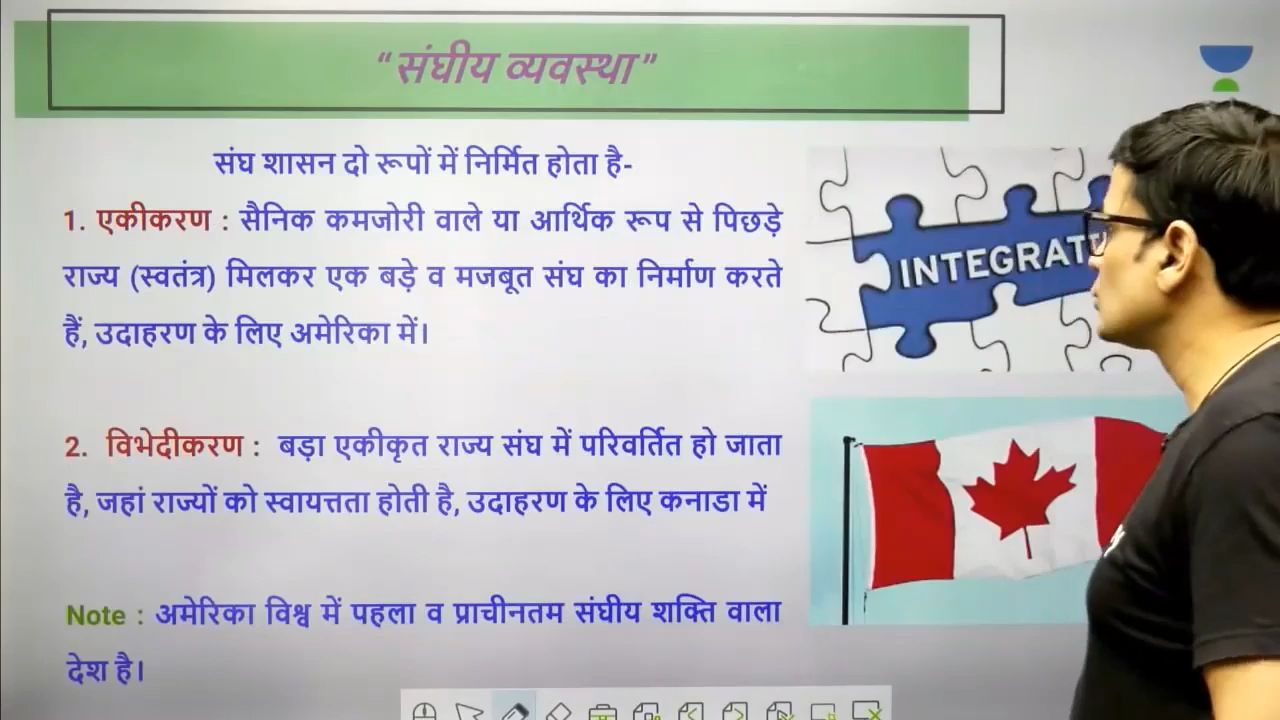 “संघीय व्यवस्था”
संघ शासन दो रूपों में निर्मित होता है-
1. एकीकरण : सैनिक कमजोरी वाले या आर्थिक रूप से पिछड़े
राज्य (स्वतंत्र) मिलकर एक बड़े व मजबूत संघ का निर्माण करते
हैं, उदाहरण के लिए अमेरिका में।
INTEGRAT
2. विभेदीकरण : बड़ा एकीकृत राज्य संघ में परिवर्तित हो जाता
है, जहां राज्यों को स्वायत्तता होती है, उदाहरण के लिए कनाडा में
Note : अमेरिका विश्व में पहला व प्राचीनतम संघीय शक्ति वाला
देश है।